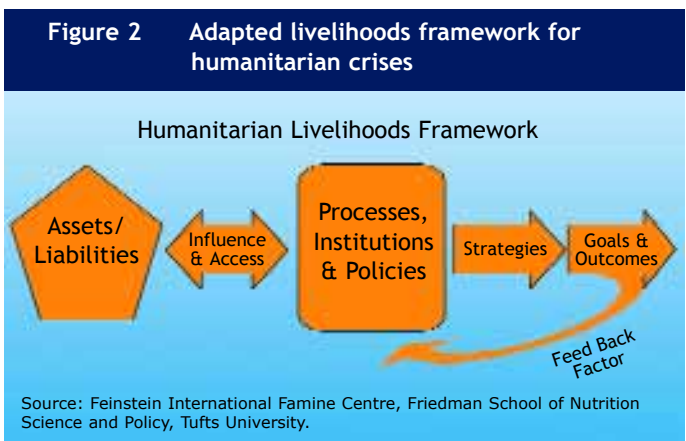 Figure 2 Adapted livelihoods framework for
humanitarian crises
Humanitarian Livelihoods Framework
Assets/
Liabilities
Influence
& Access
Processes,
Institutions
& Policies
Strategies
Goals &
Outcomes
Feed Back
Factor
Source: Feinstein International Famine Centre, Friedman School of Nutrition
Science and Policy, Tufts University.